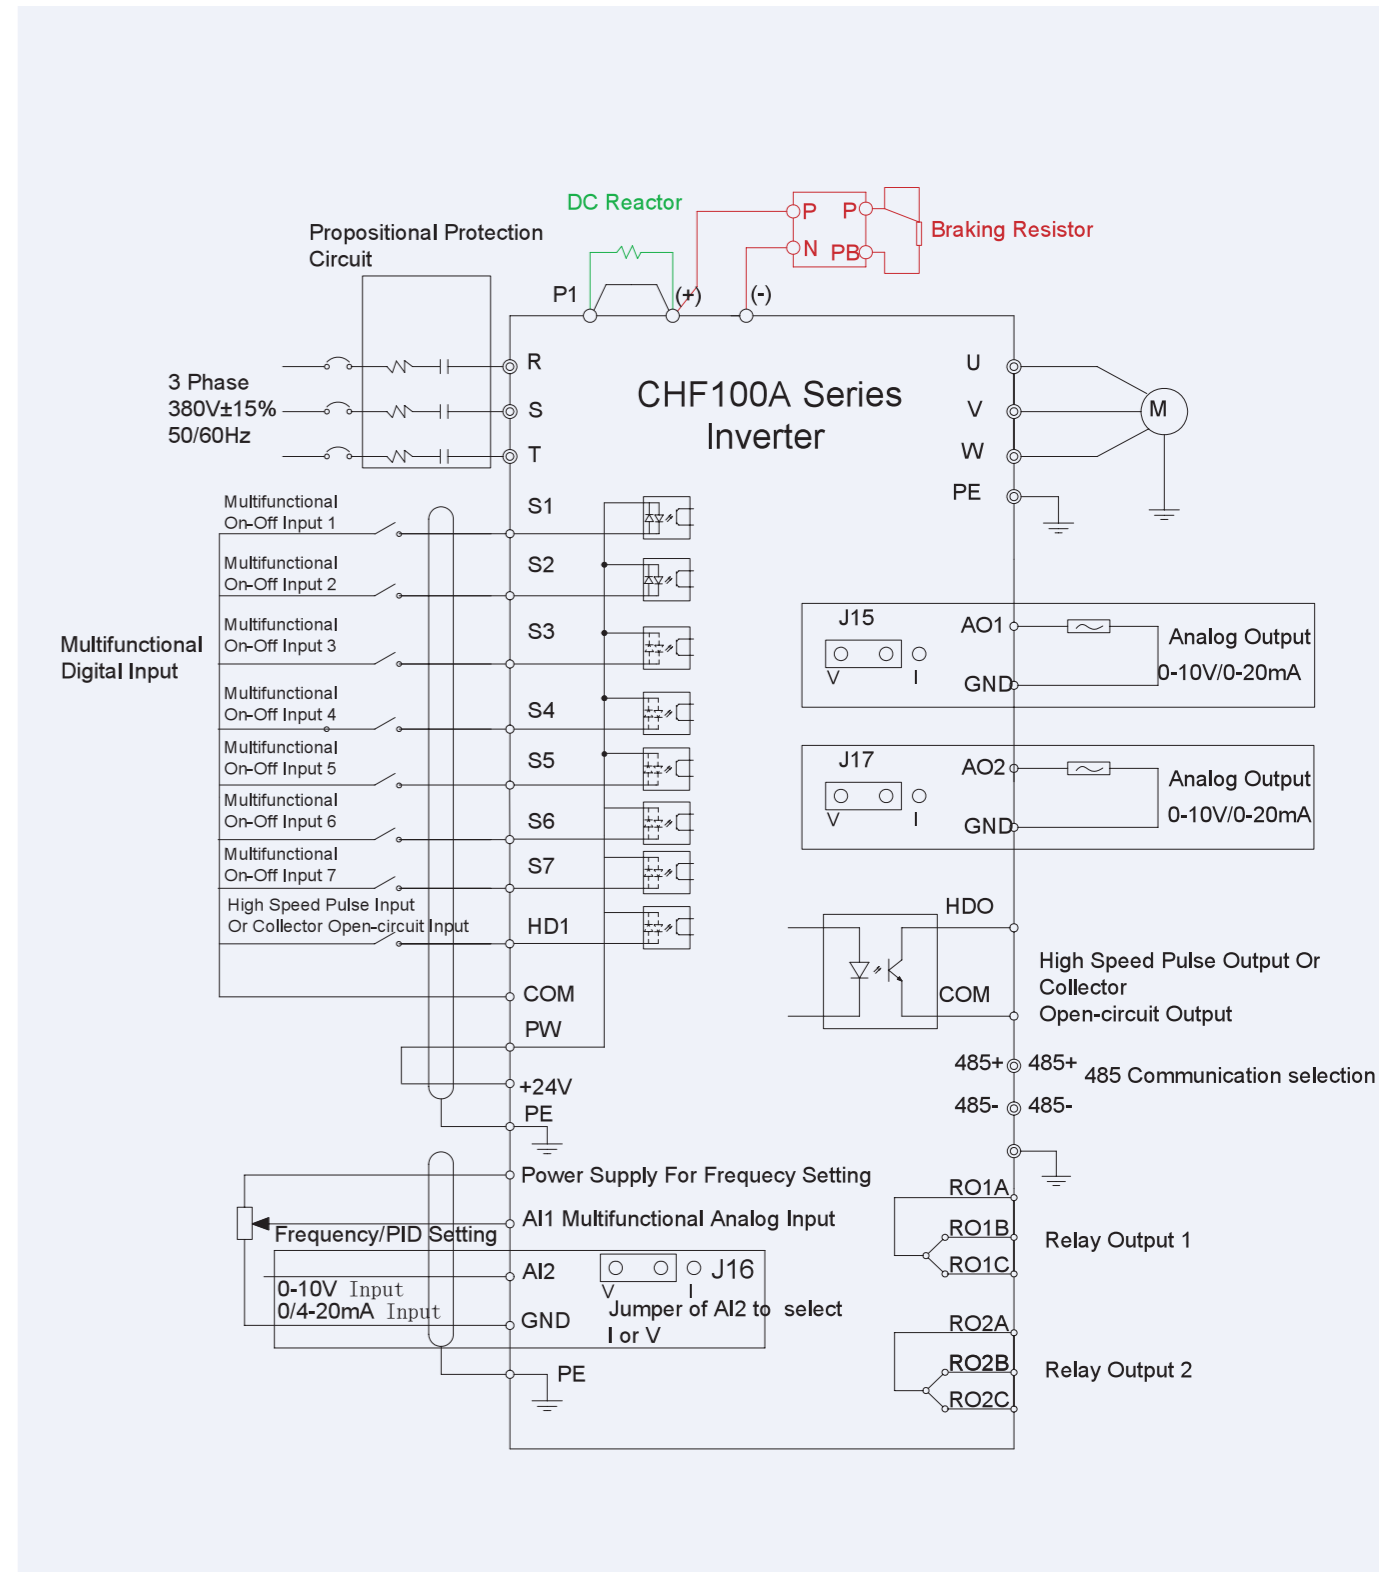 DC Reactor
P
P
N
PB
Braking Resistor
Propositional Protection
Circuit
P1
(+)
(-)
3 Phase
380V±15%
50/60Hz
R
S
T
CHF100A Series
Inverter
U
V
W
PE
M
Multifunctional
Digital Input
Multifunctional
On-Off Input 1
S1
Multifunctional
On-Off Input 2
S2
Multifunctional
On-Off Input 3
S3
Multifunctional
On-Off Input 4
S4
Multifunctional
On-Off Input 5
S5
Multifunctional
On-Off Input 6
S6
Multifunctional
On-Off Input 7
S7
High Speed Pulse Input
Or Collector Open-circuit Input
HD1
COM
PW
+24V
PE
J15
V
I
AO1
GND
Analog Output
0-10V/0-20mA
J17
V
I
AO2
GND
Analog Output
0-10V/0-20mA
HDO
COM
High Speed Pulse Output Or
Collector
Open-circuit Output
485+
485+
485 Communication selection
485-
485-
Power Supply For Frequecy Setting
AI1 Multifunctional Analog Input
Frequency/PID Setting
AI2
0-10V Input
0/4-20mA Input
GND
J16
V
I
Jumper of AI2 to select
I or V
PE
RO1A
RO1B
RO1C
Relay Output 1
RO2A
RO2B
RO2C
Relay Output 2